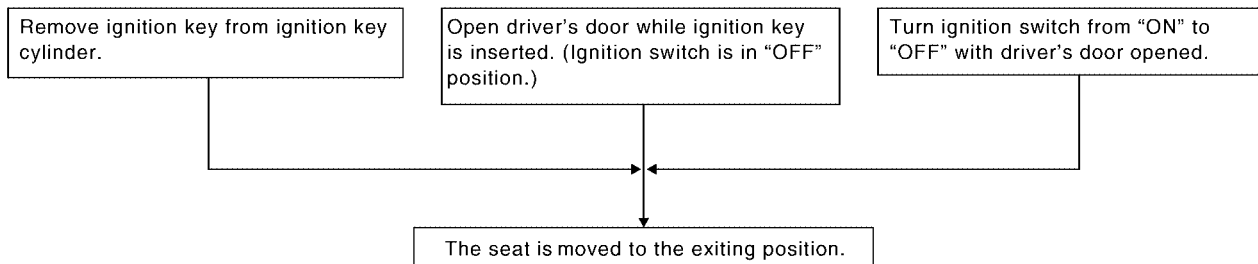 Remove ignition key from ignition key
cylinder.
Open driver's door while ignition key
is inserted. (Ignition switch is in “OFF”
position.)
Turn ignition switch from “ON” to
“OFF” with driver's door opened.
The seat is moved to the exiting position.